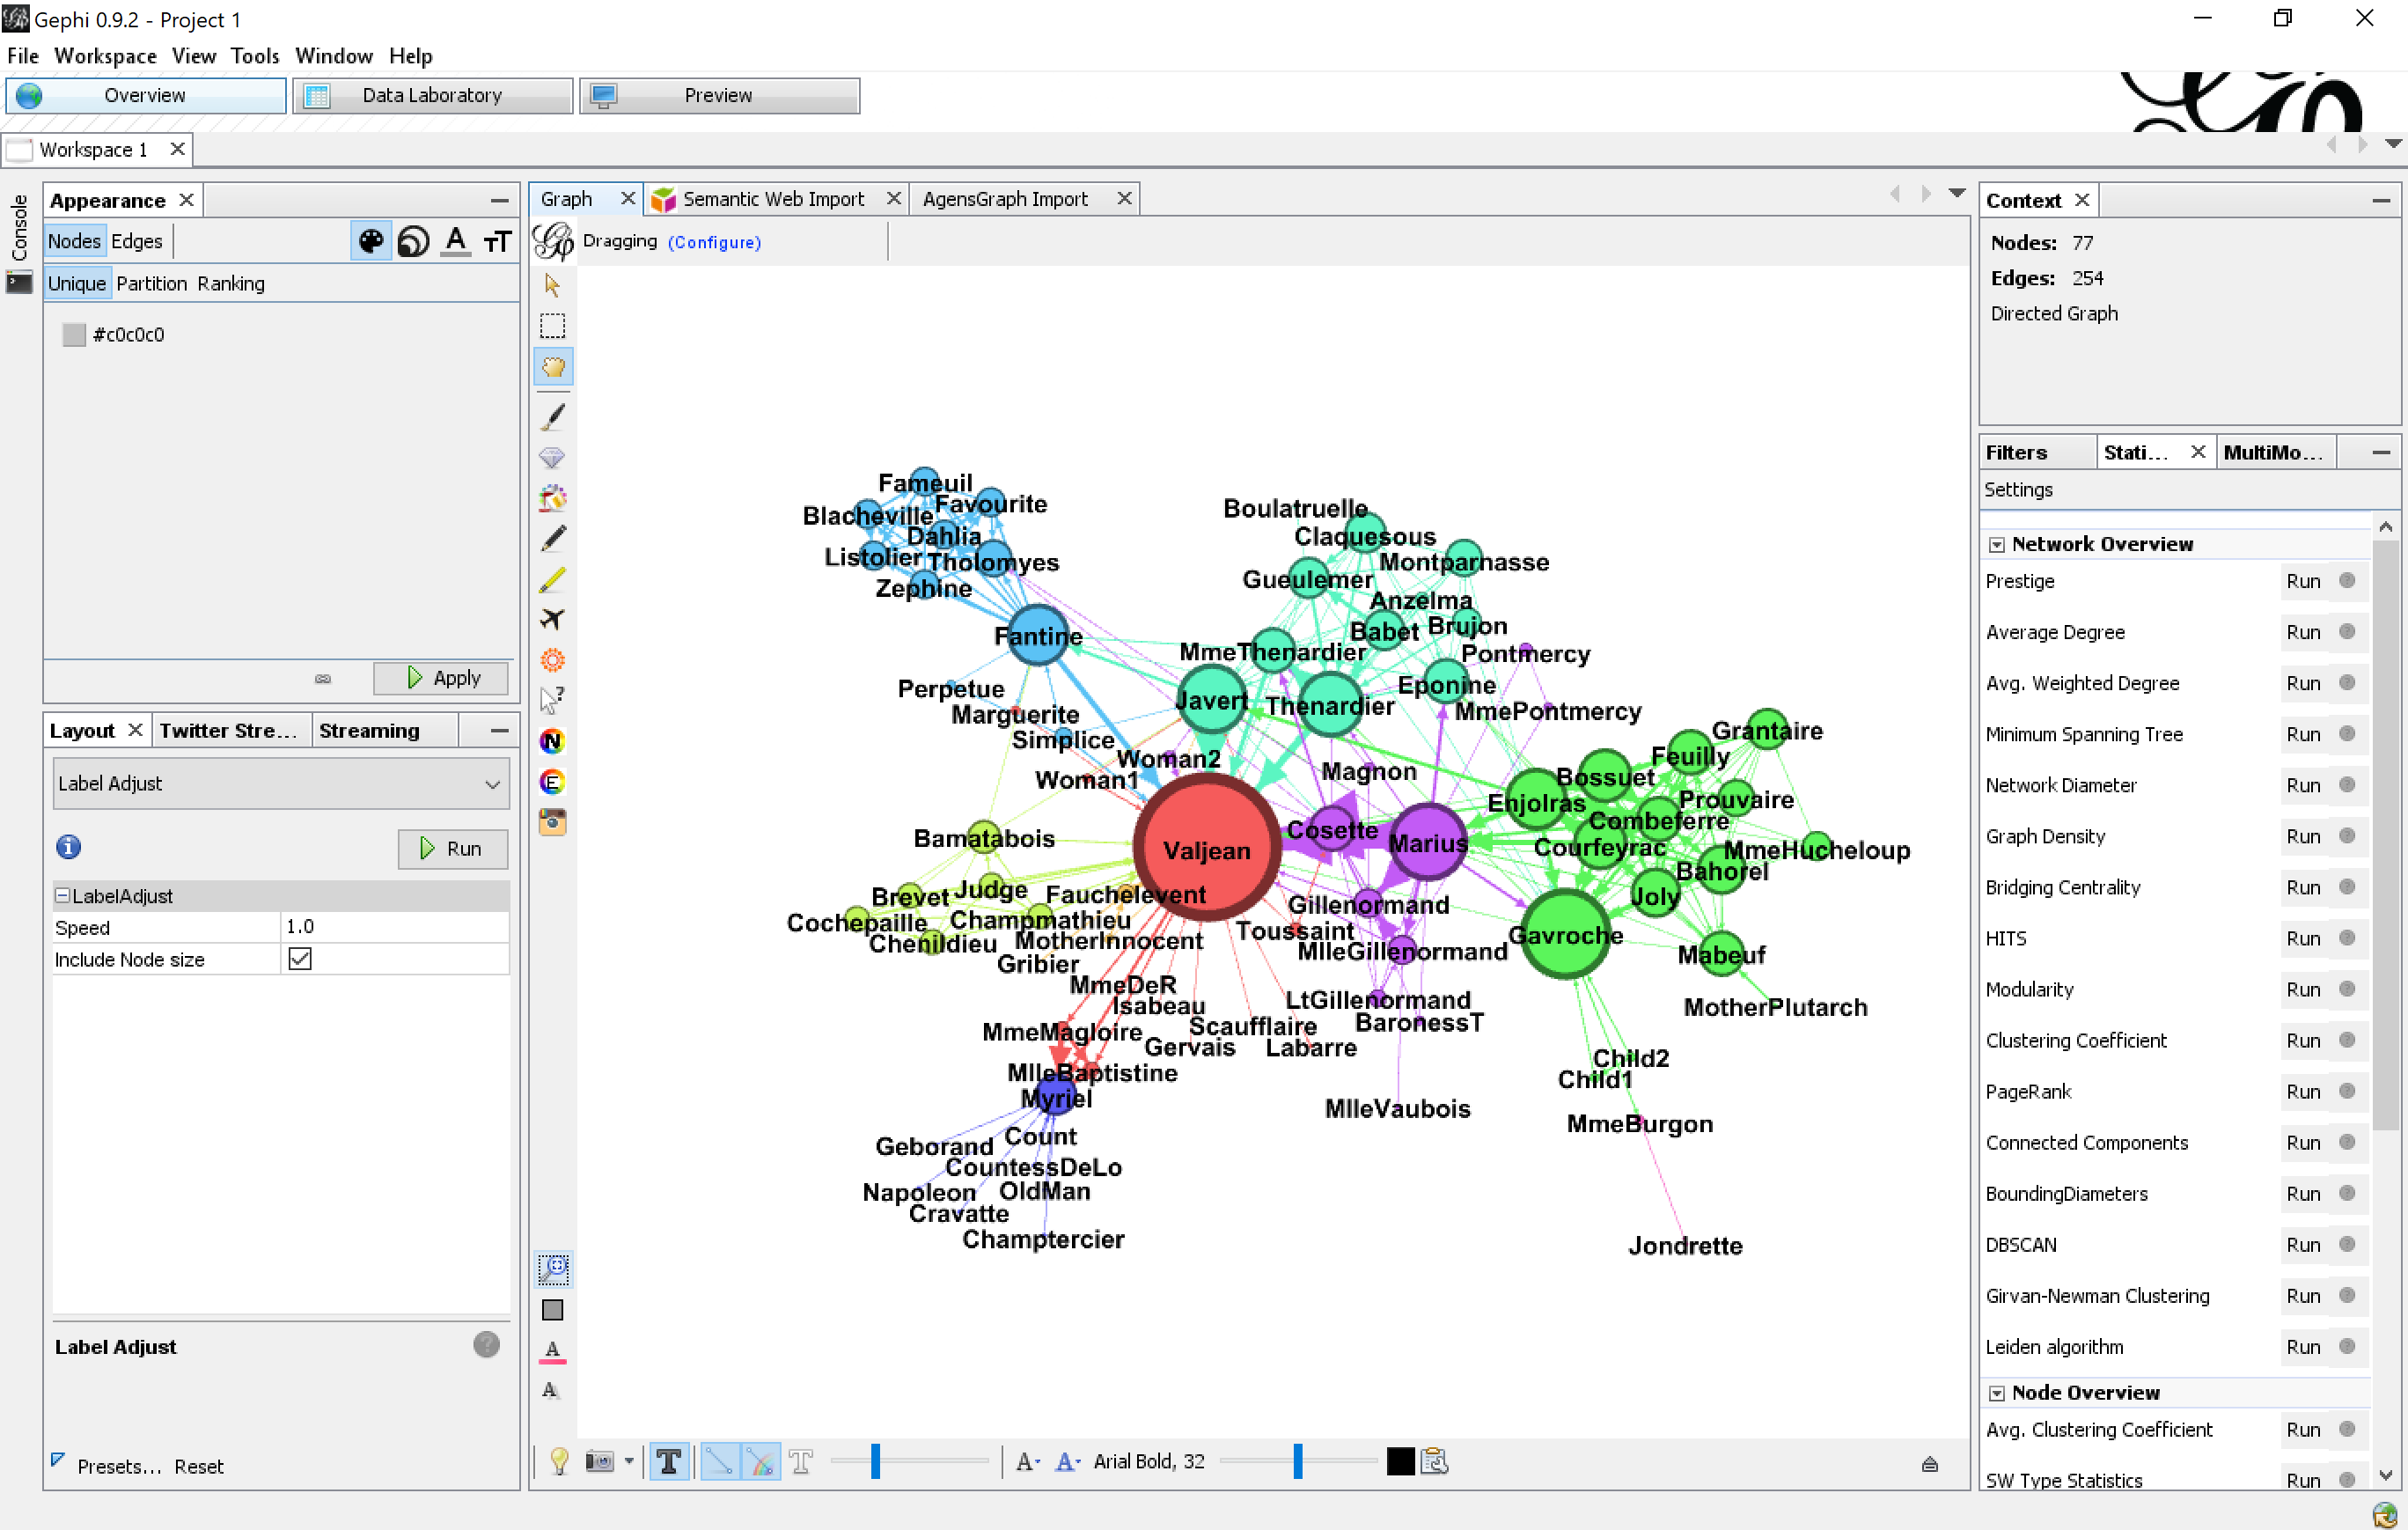 Gephi 0.9.2 - Project 1
File Workspace View Tools Window Help
Overview
Data Laboratory
Preview
Workspace 1
Console
Appearance
Nodes Edges
Unique Partition Ranking
#c0c0c0
Apply
Layout
Twitter Stre...
Streaming
Label Adjust
Run
LabelAdjust
Speed 1.0
Include Node size
Label Adjust
Presets... Reset
Graph
Semantic Web Import
AgensGraph Import
Dragging (Configure)
Fameuil
Favourite
Blacheville
Dahlia
Listolier
Tholomyes
Zephine
Fantine
Boulatruelle
Claquesous
Montparnasse
Gueulemer
Anzelma
Babet
Brujon
MmeThenardier
Pontmercy
Eponine
Javert
Thenardier
MmePontmercy
Perpetue
Marguerite
Simplice
Woman2
Woman1
Magnon
Grantaire
Feuilly
Bossuet
Enjolras
Prouvaire
Combeferre
Courfeyrac
MmeHucheloup
Bahorel
Joly
Cosette
Marius
Valjean
Bamatabois
Brevet
Judge
Fauchelevent
Cochepaille
Champmathieu
Chenildieu
MotherInnocent
Gribier
Gillenormand
Toussaint
MlleGillenormand
Gavroche
Mabeuf
MmeDeR
Isabeau
LtGillenormand
BaronessT
MotherPlutarch
MmeMagloire
Scaufflaire
Gervais
Labarre
MlleBaptistine
Myriel
Child2
Child1
MlleVaubois
MmeBurgon
Geborand
Count
CountessDeLo
Napoleon
OldMan
Cravatte
Champtercier
Jondrette
Arial Bold, 32
Context
Nodes: 77
Edges: 254
Directed Graph
Filters
Stati...
MultiMo...
Settings
Network Overview
Prestige Run
Average Degree Run
Avg. Weighted Degree Run
Minimum Spanning Tree Run
Network Diameter Run
Graph Density Run
Bridging Centrality Run
HITS Run
Modularity Run
Clustering Coefficient Run
PageRank Run
Connected Components Run
BoundingDiameters Run
DBSCAN Run
Girvan-Newman Clustering Run
Leiden algorithm Run
Node Overview
Avg. Clustering Coefficient Run
SW Type Statistics Run